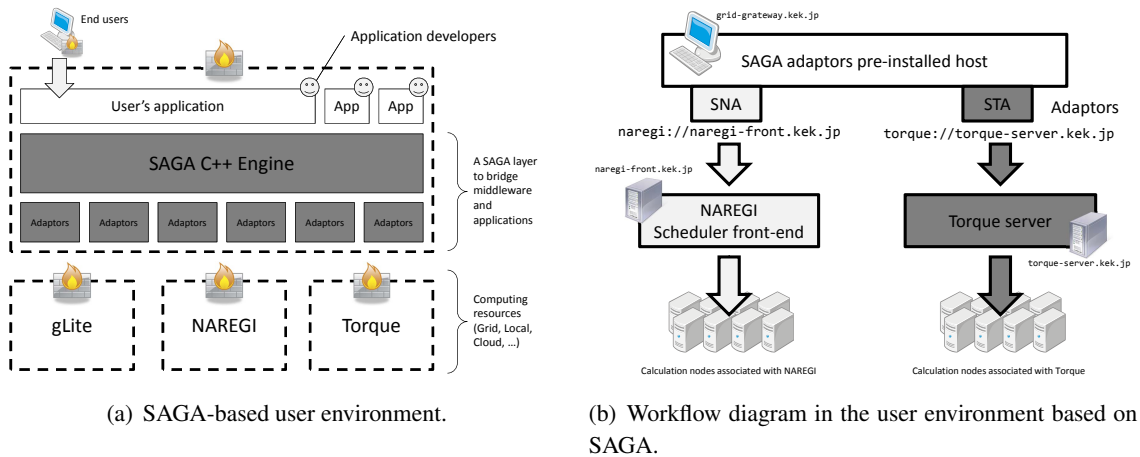 End users
Application developers
User's application
App
App
SAGA C++ Engine
Adaptors
Adaptors
Adaptors
Adaptors
Adaptors
Adaptors
A SAGA layer
to bridge
middleware
and
applications
gLite
NAREGI
Torque
Computing
resources
(Grid, Local,
Cloud, ...)
(a) SAGA-based user environment.
grid-grateway.kek.jp
SAGA adaptors pre-installed host
SNA
STA
Adaptors
naregi://naregi-front.kek.jp
torque://torque-server.kek.jp
naregi-front.kek.jp
NAREGI
Scheduler front-end
Torque server
torque-server.kek.jp
Calculation nodes associated with NAREGI
Calculation nodes associated with Torque
(b) Workflow diagram in the user environment based on
SAGA.